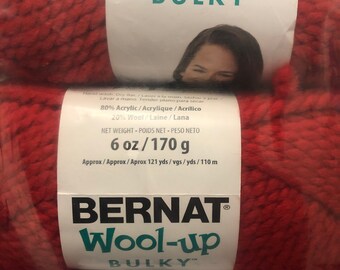 BULKY
80% Acrylic / Acrylique / Acrílico
20% Wool / Laine / Lana
NET WEIGHT • POIDS NET • PESO NETO
6 oz / 170 g
Approx / Approx / Aprox 121 yds / vgs / yds / 110 m
BERNAT®
Wool-up
BULKY™